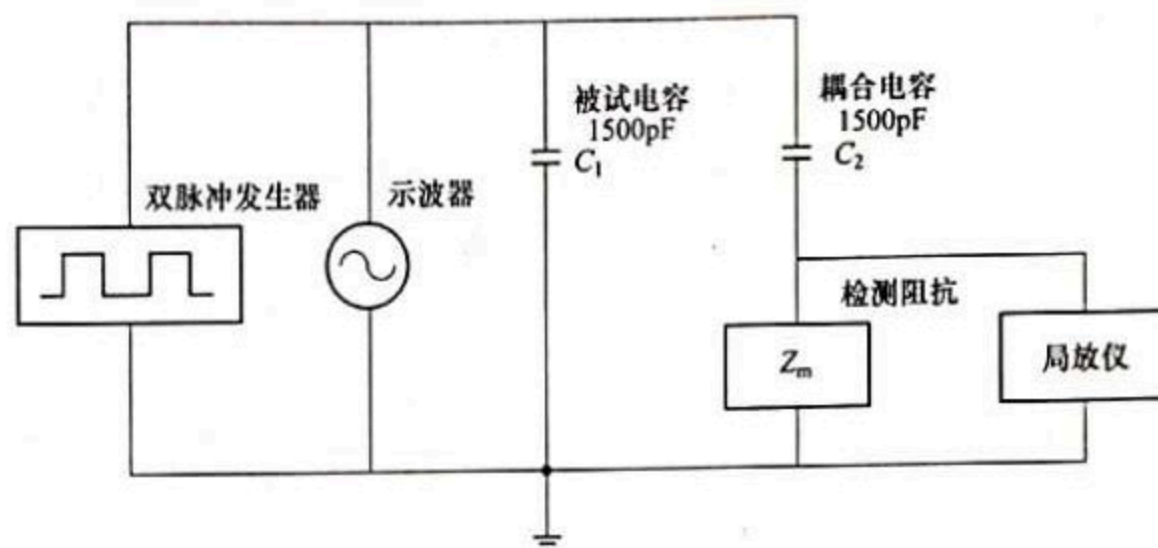 双脉冲发生器
示波器
被试电容
1500pF
C₁
耦合电容
1500pF
C₂
检测阻抗
Zₘ
局放仪